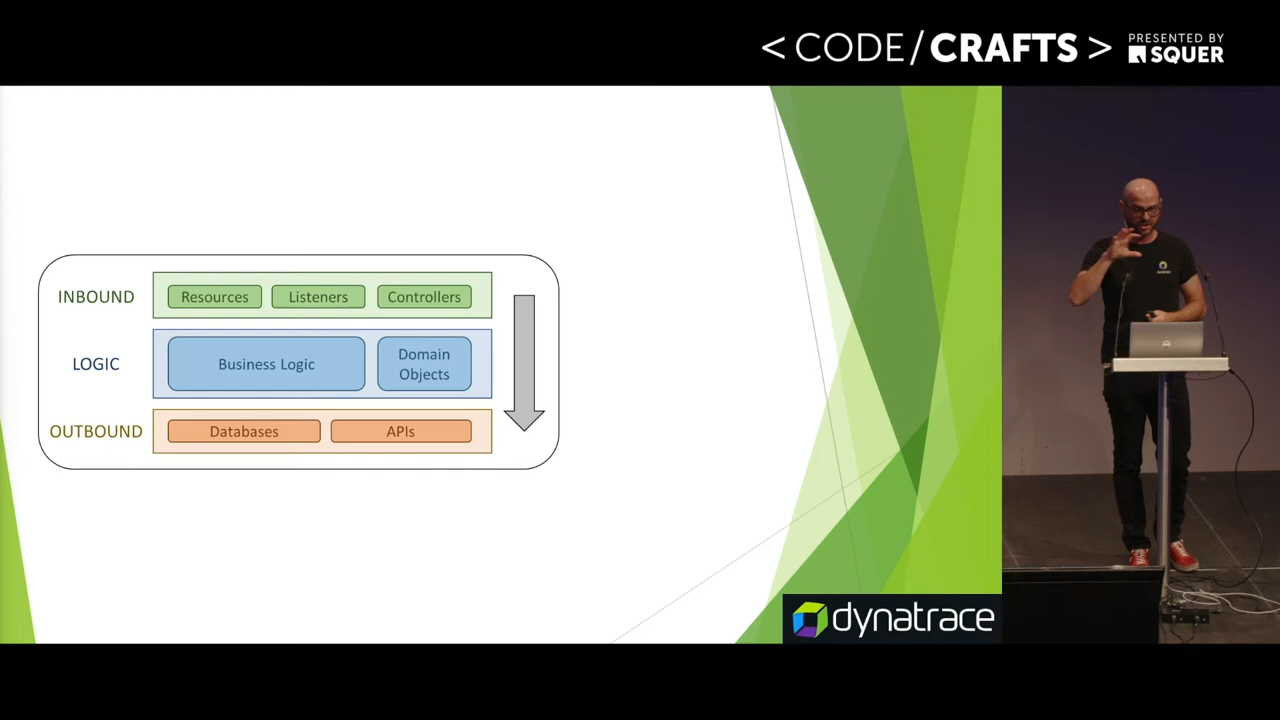 < CODE/CRAFTS >
PRESENTED BY
SQUER
INBOUND
Resources
Listeners
Controllers
LOGIC
Business Logic
Domain
Objects
OUTBOUND
Databases
APIs
dynatrace